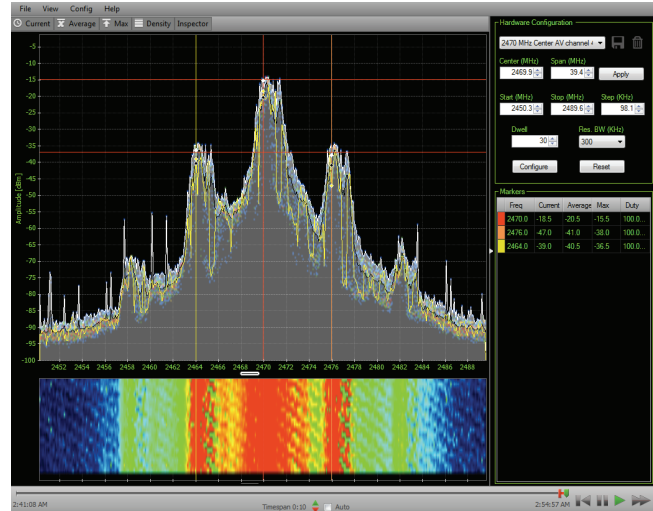 File View Config Help
Current Average Max Density Inspector
-5
-10
-15
-20
-25
-30
-35
-40
-45
-50
-55
-60
-65
-70
-75
-80
-85
-90
-95
-100
Amplitude [dBm]
2452 2454 2456 2458 2460 2462 2464 2466 2468 2470 2472 2474 2476 2478 2480 2482 2484 2486 2488
Hardware Configuration
2470 MHz Center AV channel 4
Center (MHz) Span (MHz)
2469.9 39.4 Apply
Start (MHz) Stop (MHz) Step (KHz)
2450.3 2489.6 98.1
Dwell Res. BW (KHz)
30 300
Configure Reset
Markers
Freq Current Average Max Duty
2470.0 -18.5 -20.5 -15.5 100.0...
2476.0 -47.0 -41.0 -38.0 100.0...
2464.0 -39.0 -40.5 -36.5 100.0...
2:41:08 AM Timespan 0:10 Auto 2:54:57 AM